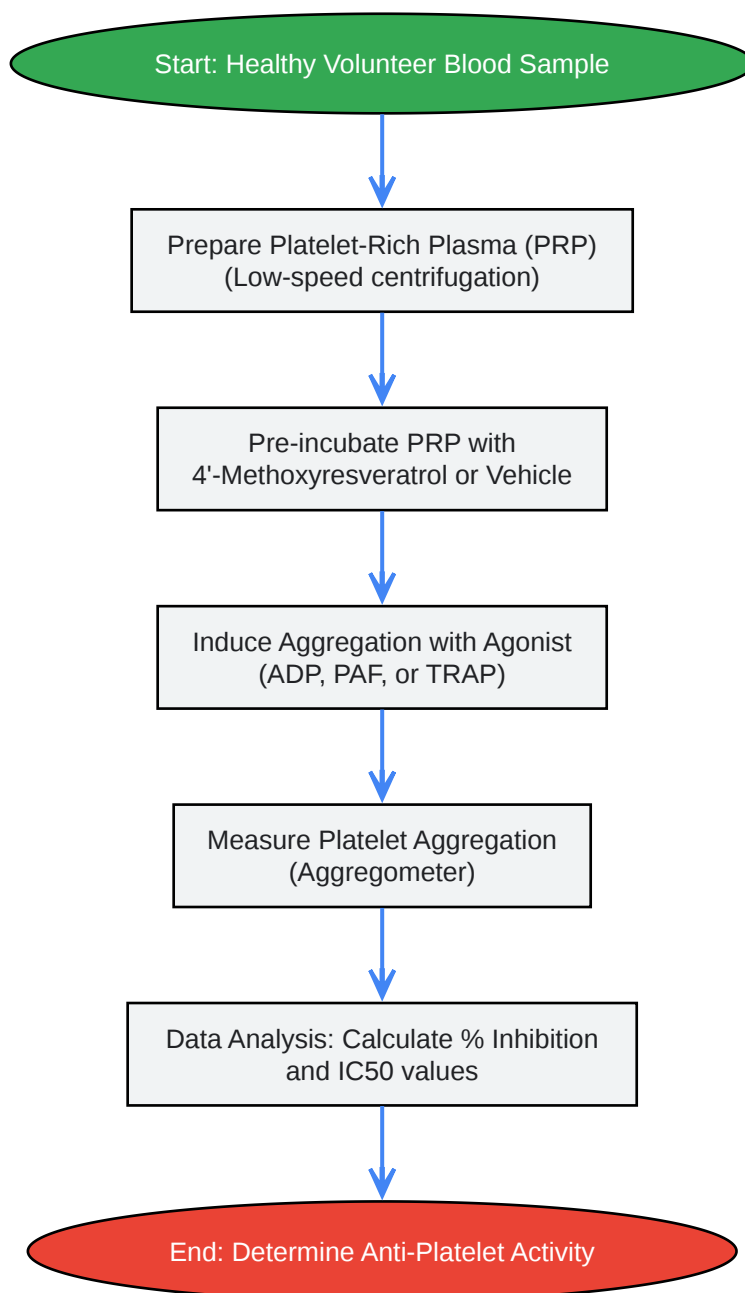 Start: Healthy Volunteer Blood Sample
Prepare Platelet-Rich Plasma (PRP)
(Low-speed centrifugation)
Pre-incubate PRP with
4'-Methoxyresveratrol or Vehicle
Induce Aggregation with Agonist
(ADP, PAF, or TRAP)
Measure Platelet Aggregation
(Aggregometer)
Data Analysis: Calculate % Inhibition
and IC50 values
End: Determine Anti-Platelet Activity